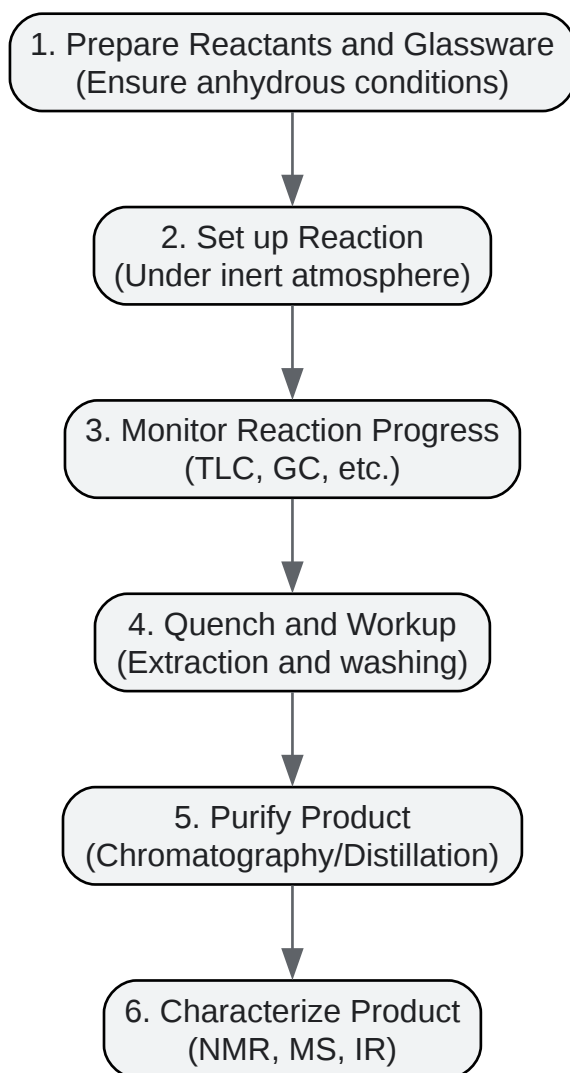 1. Prepare Reactants and Glassware
(Ensure anhydrous conditions)
2. Set up Reaction
(Under inert atmosphere)
3. Monitor Reaction Progress
(TLC, GC, etc.)
4. Quench and Workup
(Extraction and washing)
5. Purify Product
(Chromatography/Distillation)
6. Characterize Product
(NMR, MS, IR)